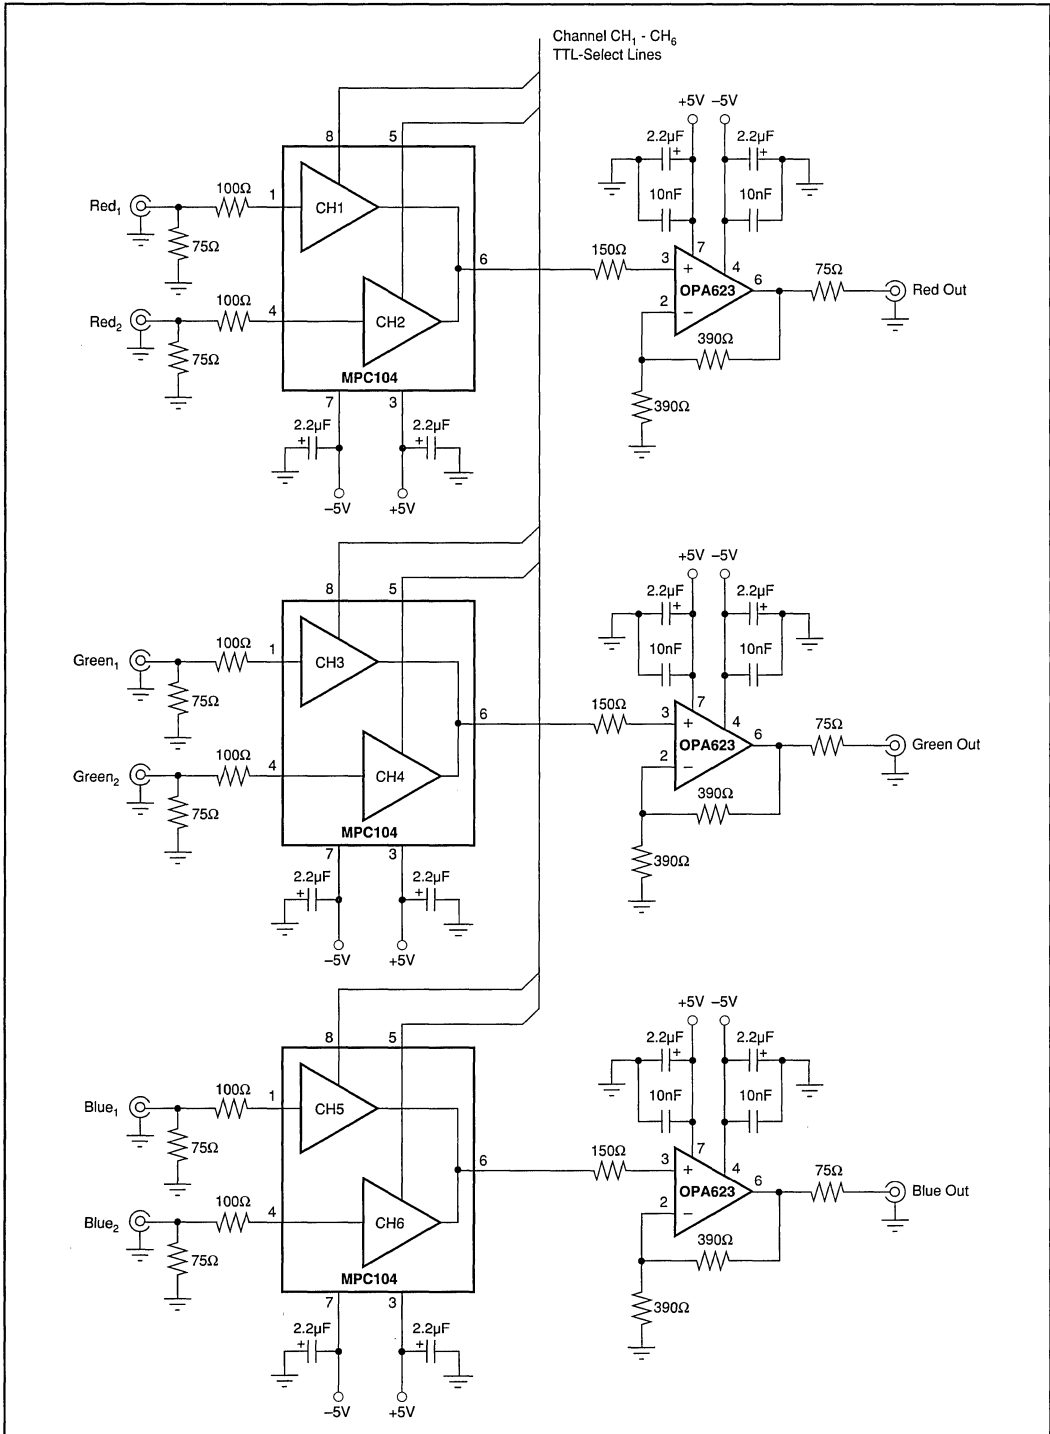 Channel CH1 - CH6
TTL-Select Lines
+5V –5V
8 5
2.2µF + 2.2µF +
10nF 10nF
Red1 100Ω 1 CH1
75Ω
6 150Ω 3 + 7 4 6 75Ω Red Out
OPA623
2 –
Red2 100Ω 4 CH2
75Ω
390Ω
MPC104
390Ω
7 3
2.2µF + 2.2µF +
–5V +5V
+5V –5V
8 5
2.2µF + 2.2µF +
10nF 10nF
Green1 100Ω 1 CH3
75Ω
6 150Ω 3 + 7 4 6 75Ω Green Out
OPA623
2 –
Green2 100Ω 4 CH4
75Ω
390Ω
MPC104
390Ω
7 3
2.2µF + 2.2µF +
–5V +5V
+5V –5V
8 5
2.2µF + 2.2µF +
10nF 10nF
Blue1 100Ω 1 CH5
75Ω
6 150Ω 3 + 7 4 6 75Ω Blue Out
OPA623
2 –
Blue2 100Ω 4 CH6
75Ω
390Ω
MPC104
390Ω
7 3
2.2µF + 2.2µF +
–5V +5V